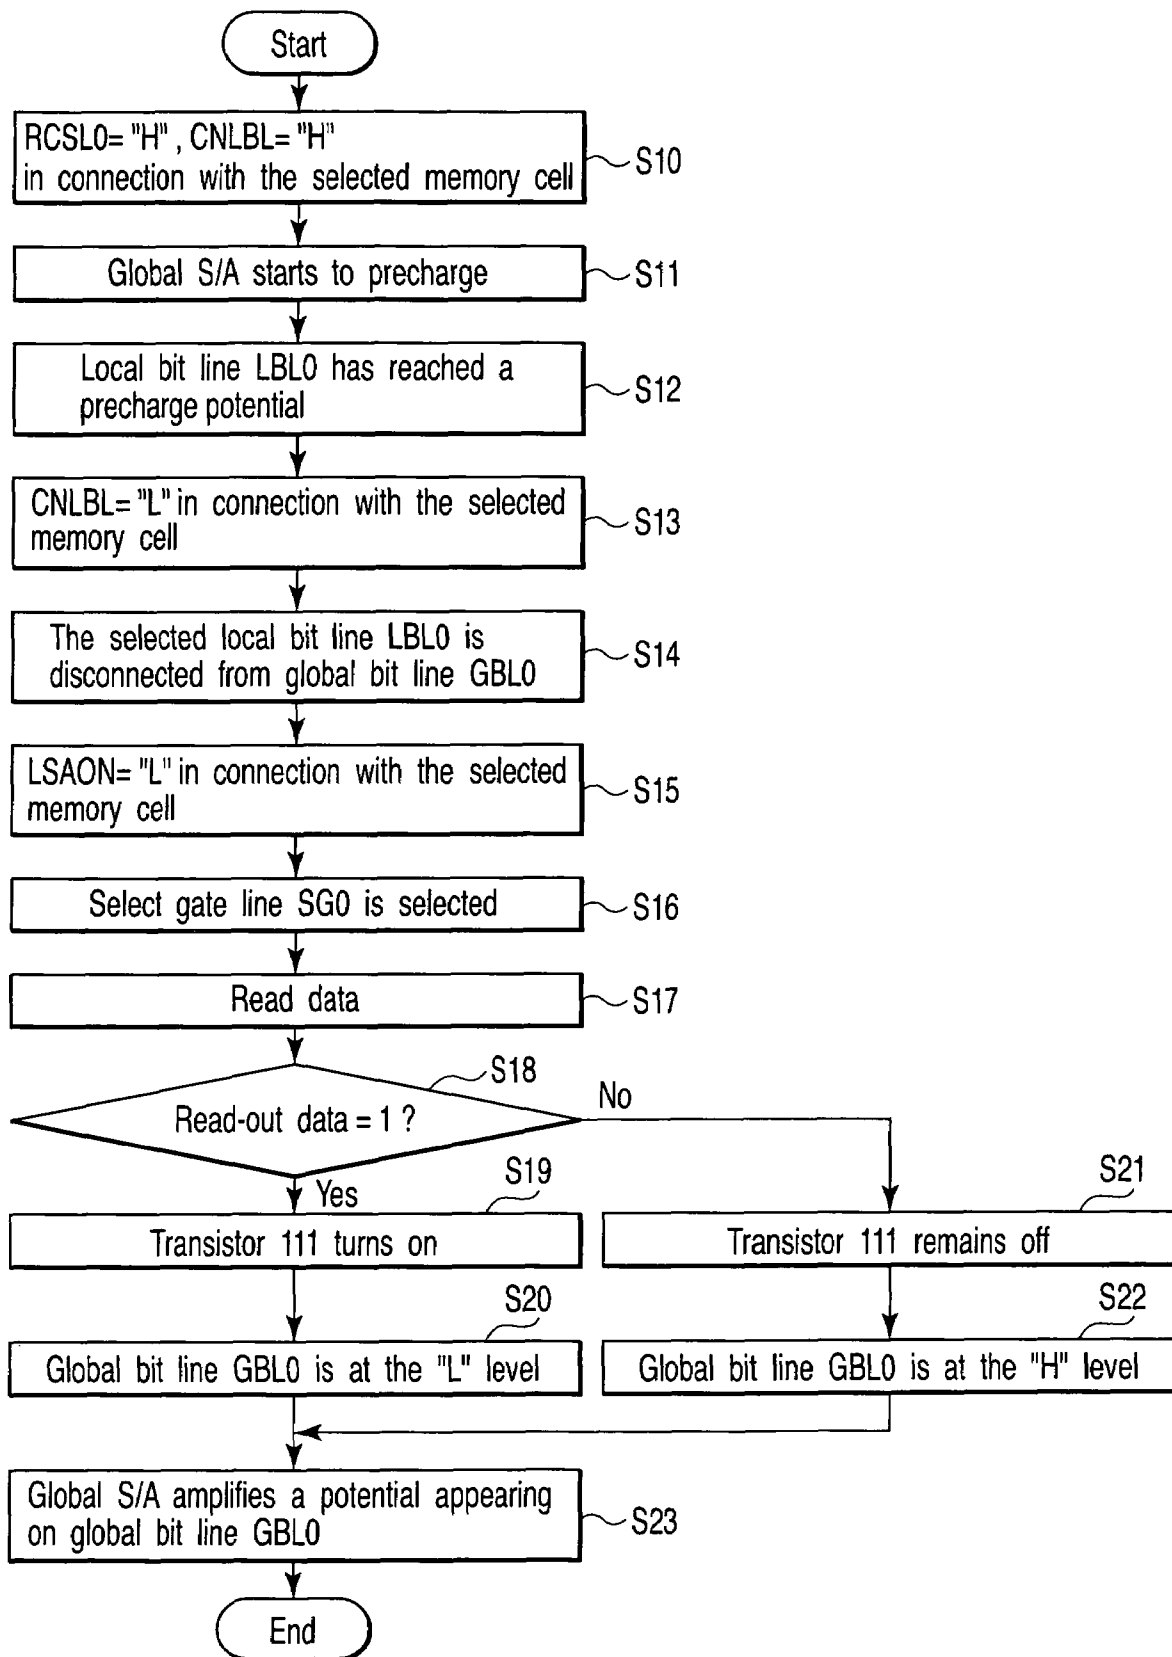 Start
RCSL0= "H" , CNLBL= "H"
in connection with the selected memory cell
S10
Global S/A starts to precharge
S11
Local bit line LBL0 has reached a
precharge potential
S12
CNLBL= "L" in connection with the selected
memory cell
S13
The selected local bit line LBL0 is
disconnected from global bit line GBL0
S14
LSAON= "L" in connection with the selected
memory cell
S15
Select gate line SG0 is selected
S16
Read data
S17
S18
Read-out data = 1 ?
No
Yes
S19
Transistor 111 turns on
S21
Transistor 111 remains off
S20
Global bit line GBL0 is at the "L" level
S22
Global bit line GBL0 is at the "H" level
Global S/A amplifies a potential appearing
on global bit line GBL0
S23
End